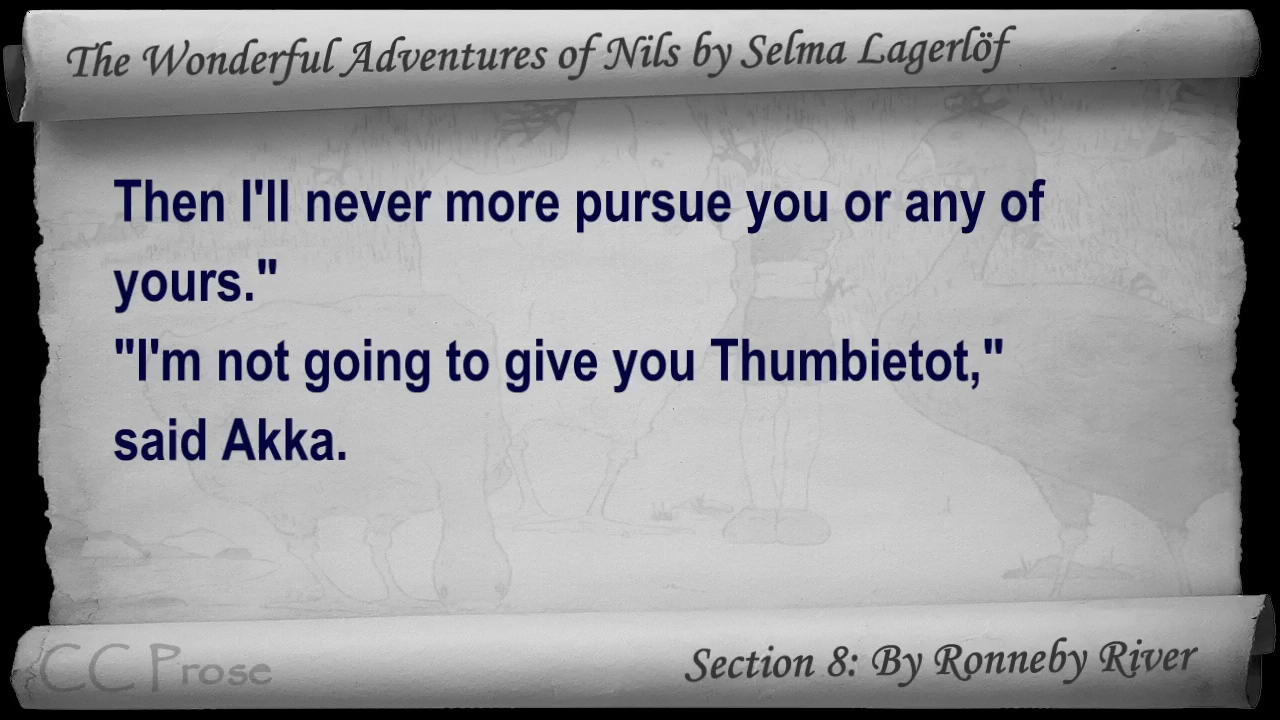 The Wonderful Adventures of Nils by Selma Lagerlöf
Then I'll never more pursue you or any of
yours."
"I'm not going to give you Thumbietot,"
said Akka.
CC Prose
Section 8: By Ronneby River